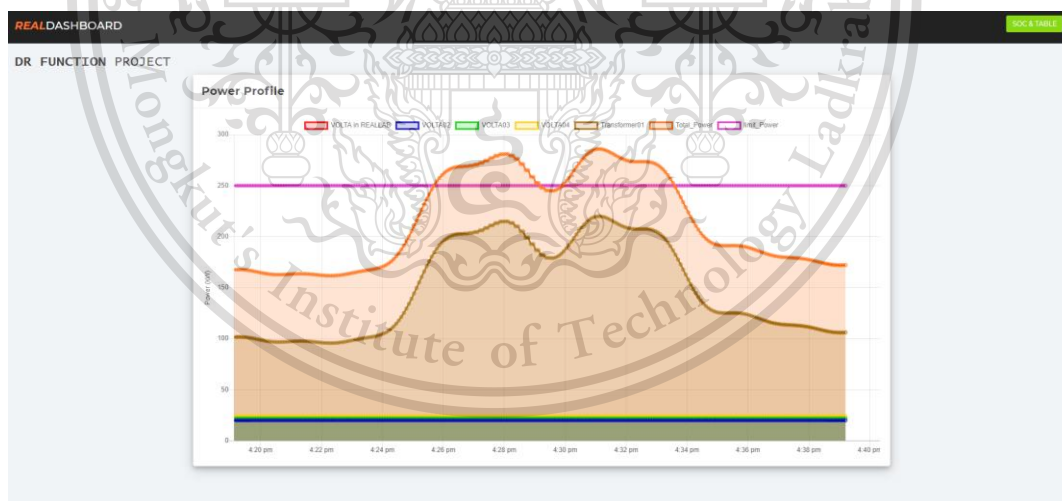 REALDASHBOARD
SOC & TABLE
DR FUNCTION PROJECT
Power Profile
VOLTA in REALLAB VOLTA02 VOLTA03 VOLTA04 Transformer01 Total_Power limit_Power
300
250
200
150
100
50
0
Power (kW)
4:20 pm 4:22 pm 4:24 pm 4:26 pm 4:28 pm 4:30 pm 4:32 pm 4:34 pm 4:36 pm 4:38 pm 4:40 pm
Mongkut's Institute of Technology Ladkra